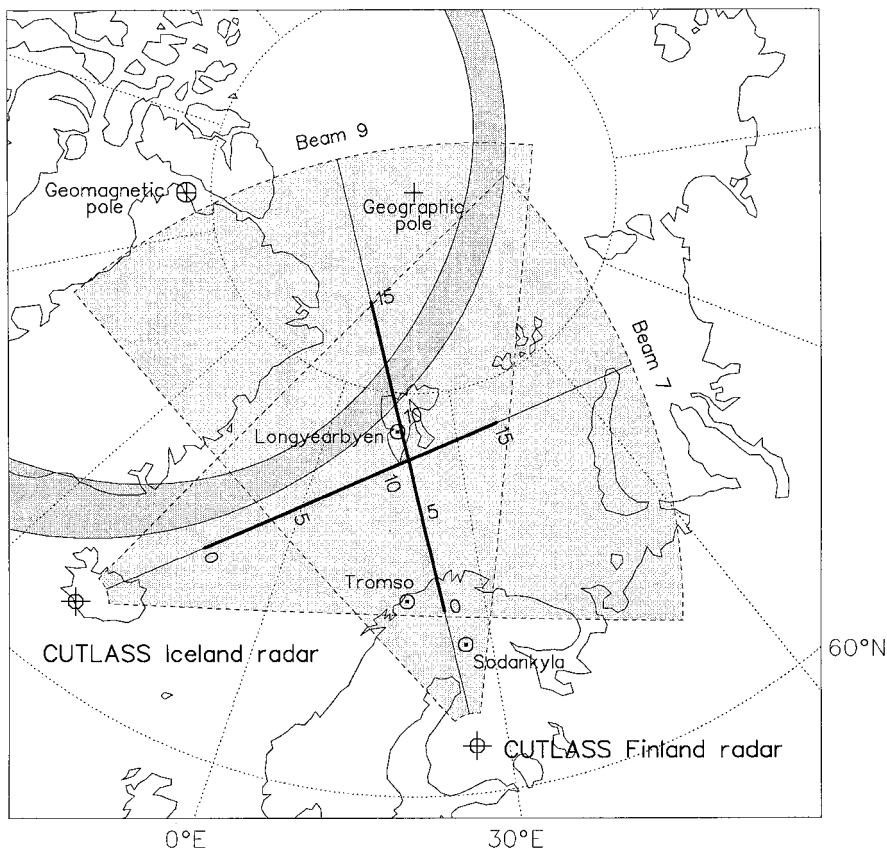 Beam 9
Geomagnetic
pole
Geographic
pole
15
Beam 7
10
Longyearbyen
15
10
5
5
0
Tromso
0
CUTLASS Iceland radar
Sodankyla
60°N
CUTLASS Finland radar
0°E
30°E